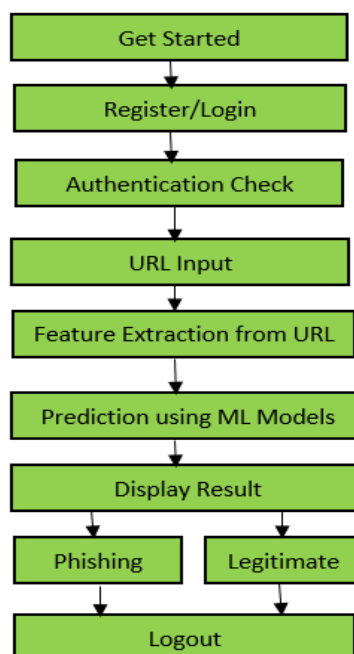 Get Started
Register/Login
Authentication Check
URL Input
Feature Extraction from URL
Prediction using ML Models
Display Result
Phishing
Legitimate
Logout